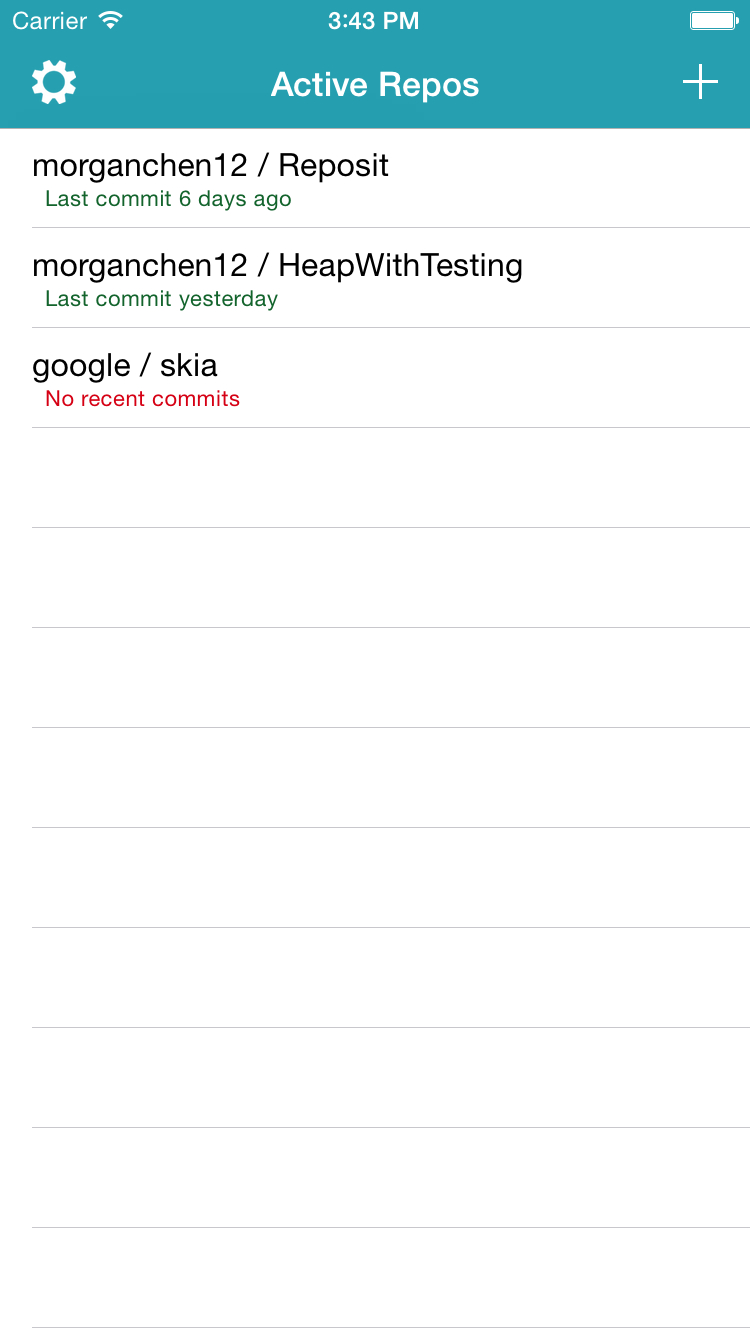 Carrier 3:43 PM
Active Repos
morganchen12 / Reposit
Last commit 6 days ago
morganchen12 / HeapWithTesting
Last commit yesterday
google / skia
No recent commits